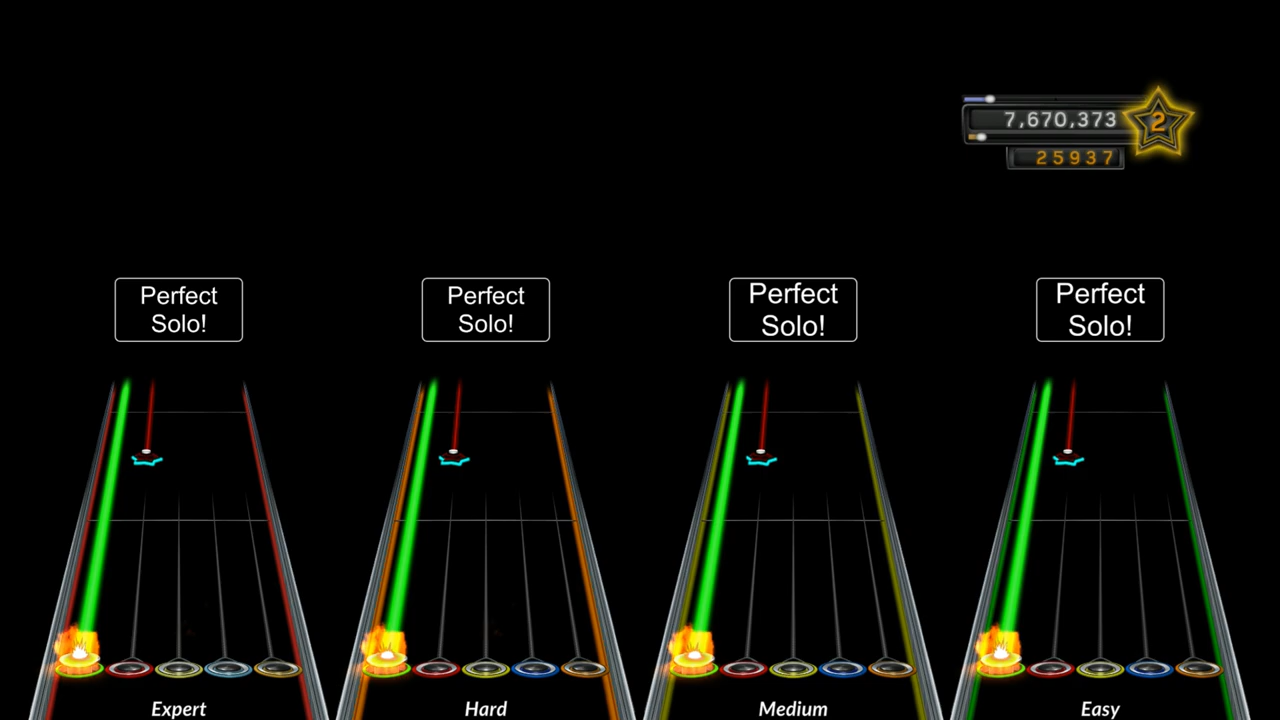 7,670,373
2
25937
Perfect
Solo!
Perfect
Solo!
Perfect
Solo!
Perfect
Solo!
Expert
Hard
Medium
Easy